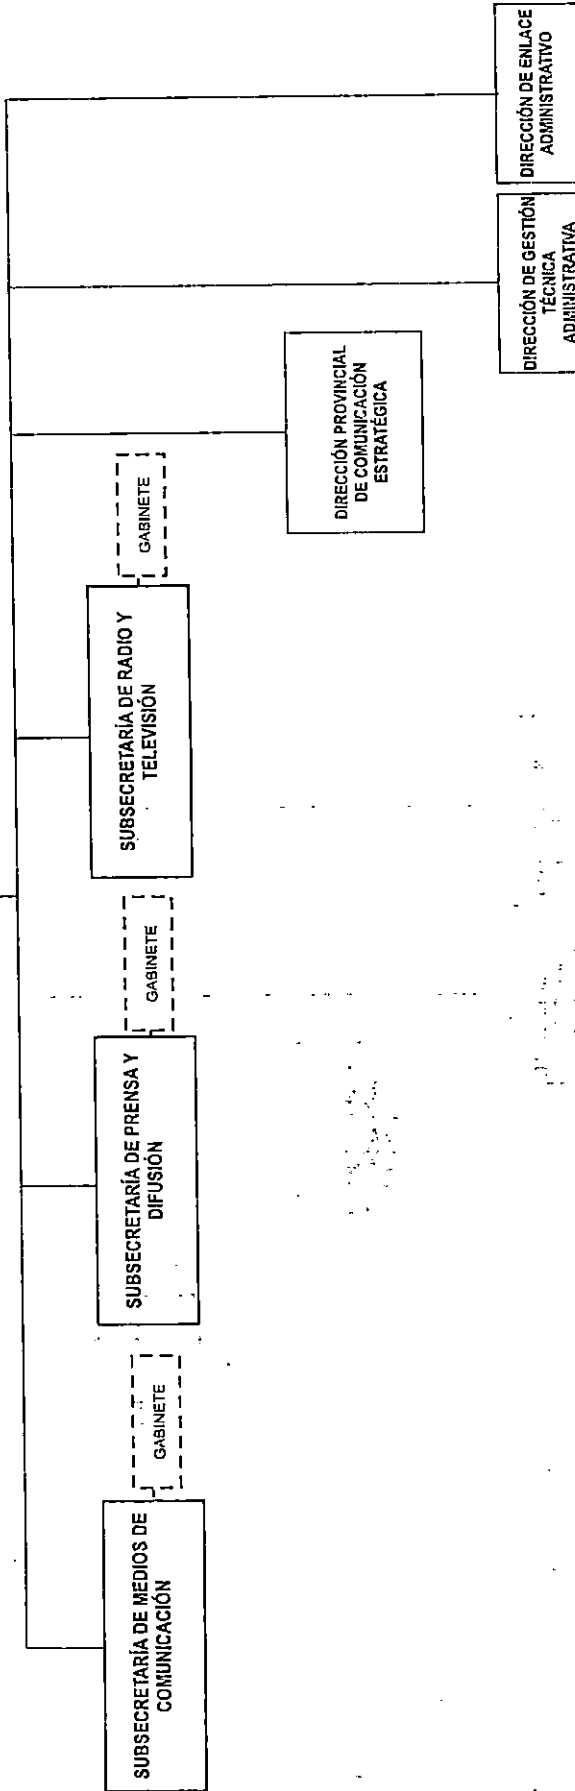 SUBSECRETARÍA DE MEDIOS DE
COMUNICACIÓN
GABINETE
SUBSECRETARÍA DE PRENSA Y
DIFUSIÓN
GABINETE
SUBSECRETARÍA DE RADIO Y
TELEVISIÓN
GABINETE
DIRECCIÓN PROVINCIAL
DE COMUNICACIÓN
ESTRATÉGICA
DIRECCIÓN DE GESTIÓN
TÉCNICA
ADMINISTRATIVA
DIRECCIÓN DE ENLACE
ADMINISTRATIVO